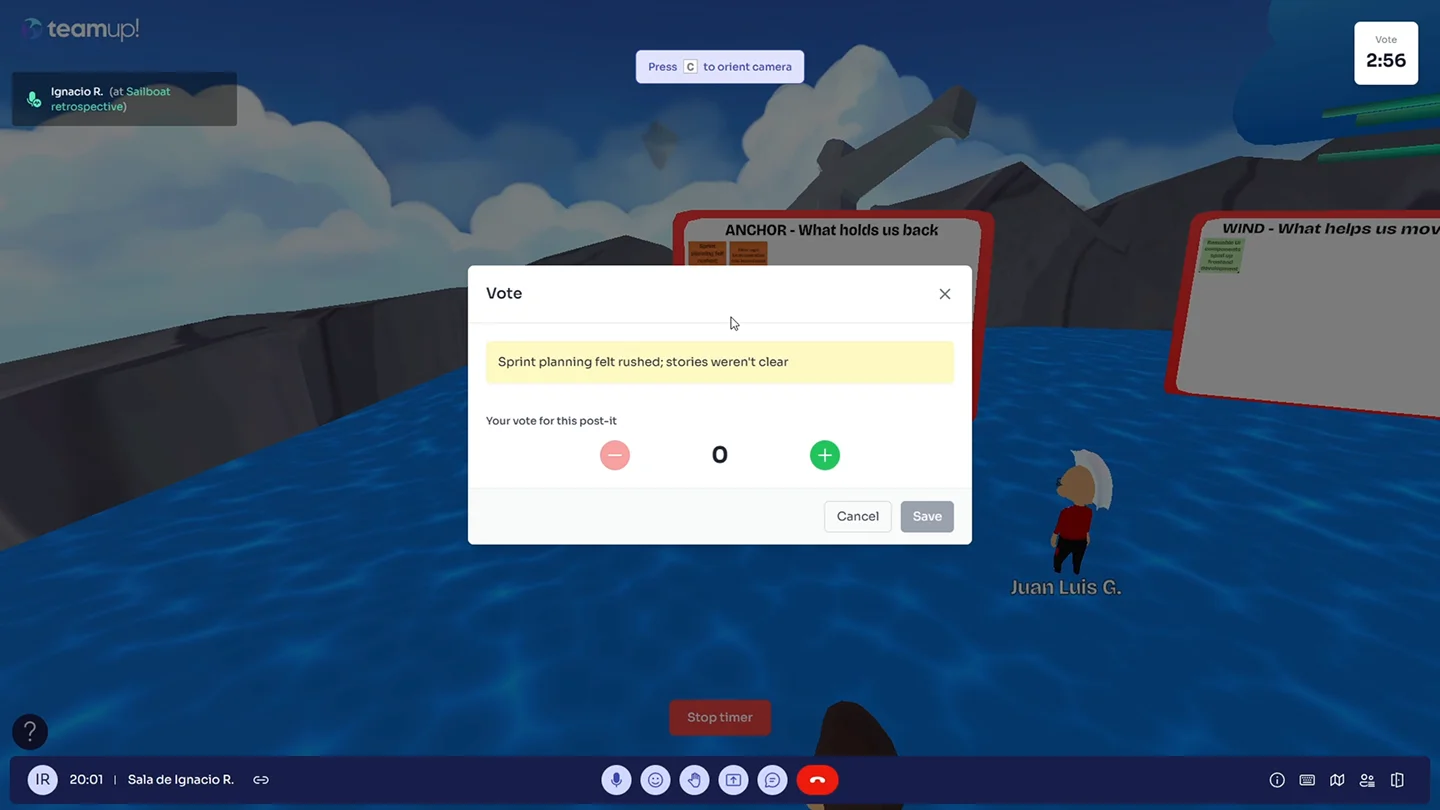 teamup!
Ignacio R. (at Sailboat
retrospective)
Press C to orient camera
Vote
2:56
ANCHOR - What holds us back
WIND - What helps us mov
Vote
Sprint planning felt rushed; stories weren't clear
Your vote for this post-it
0
Cancel
Save
Juan Luis G.
Stop timer
?
IR
20:01 | Sala de Ignacio R.